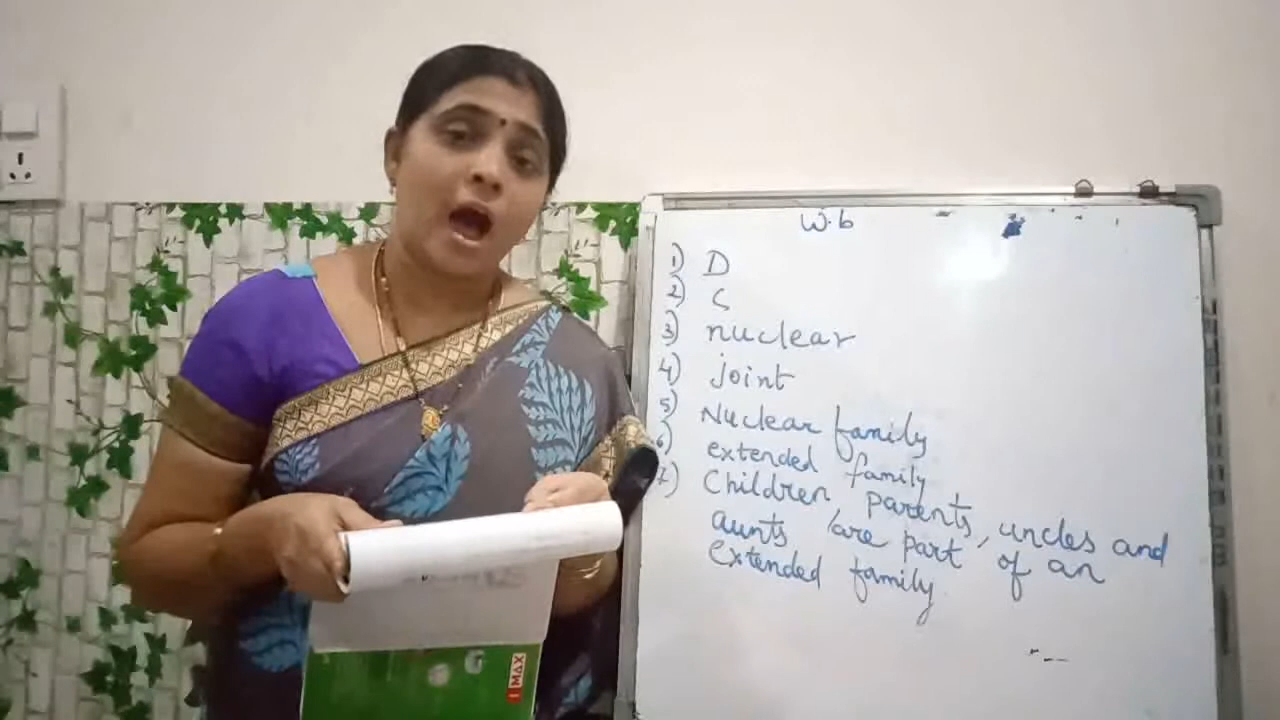 W.b
1) D
2) C
3) nuclear
4) joint
5) Nuclear family
6) extended family
7) Children parents, uncles and
aunts are part of an
extended family
IMAX